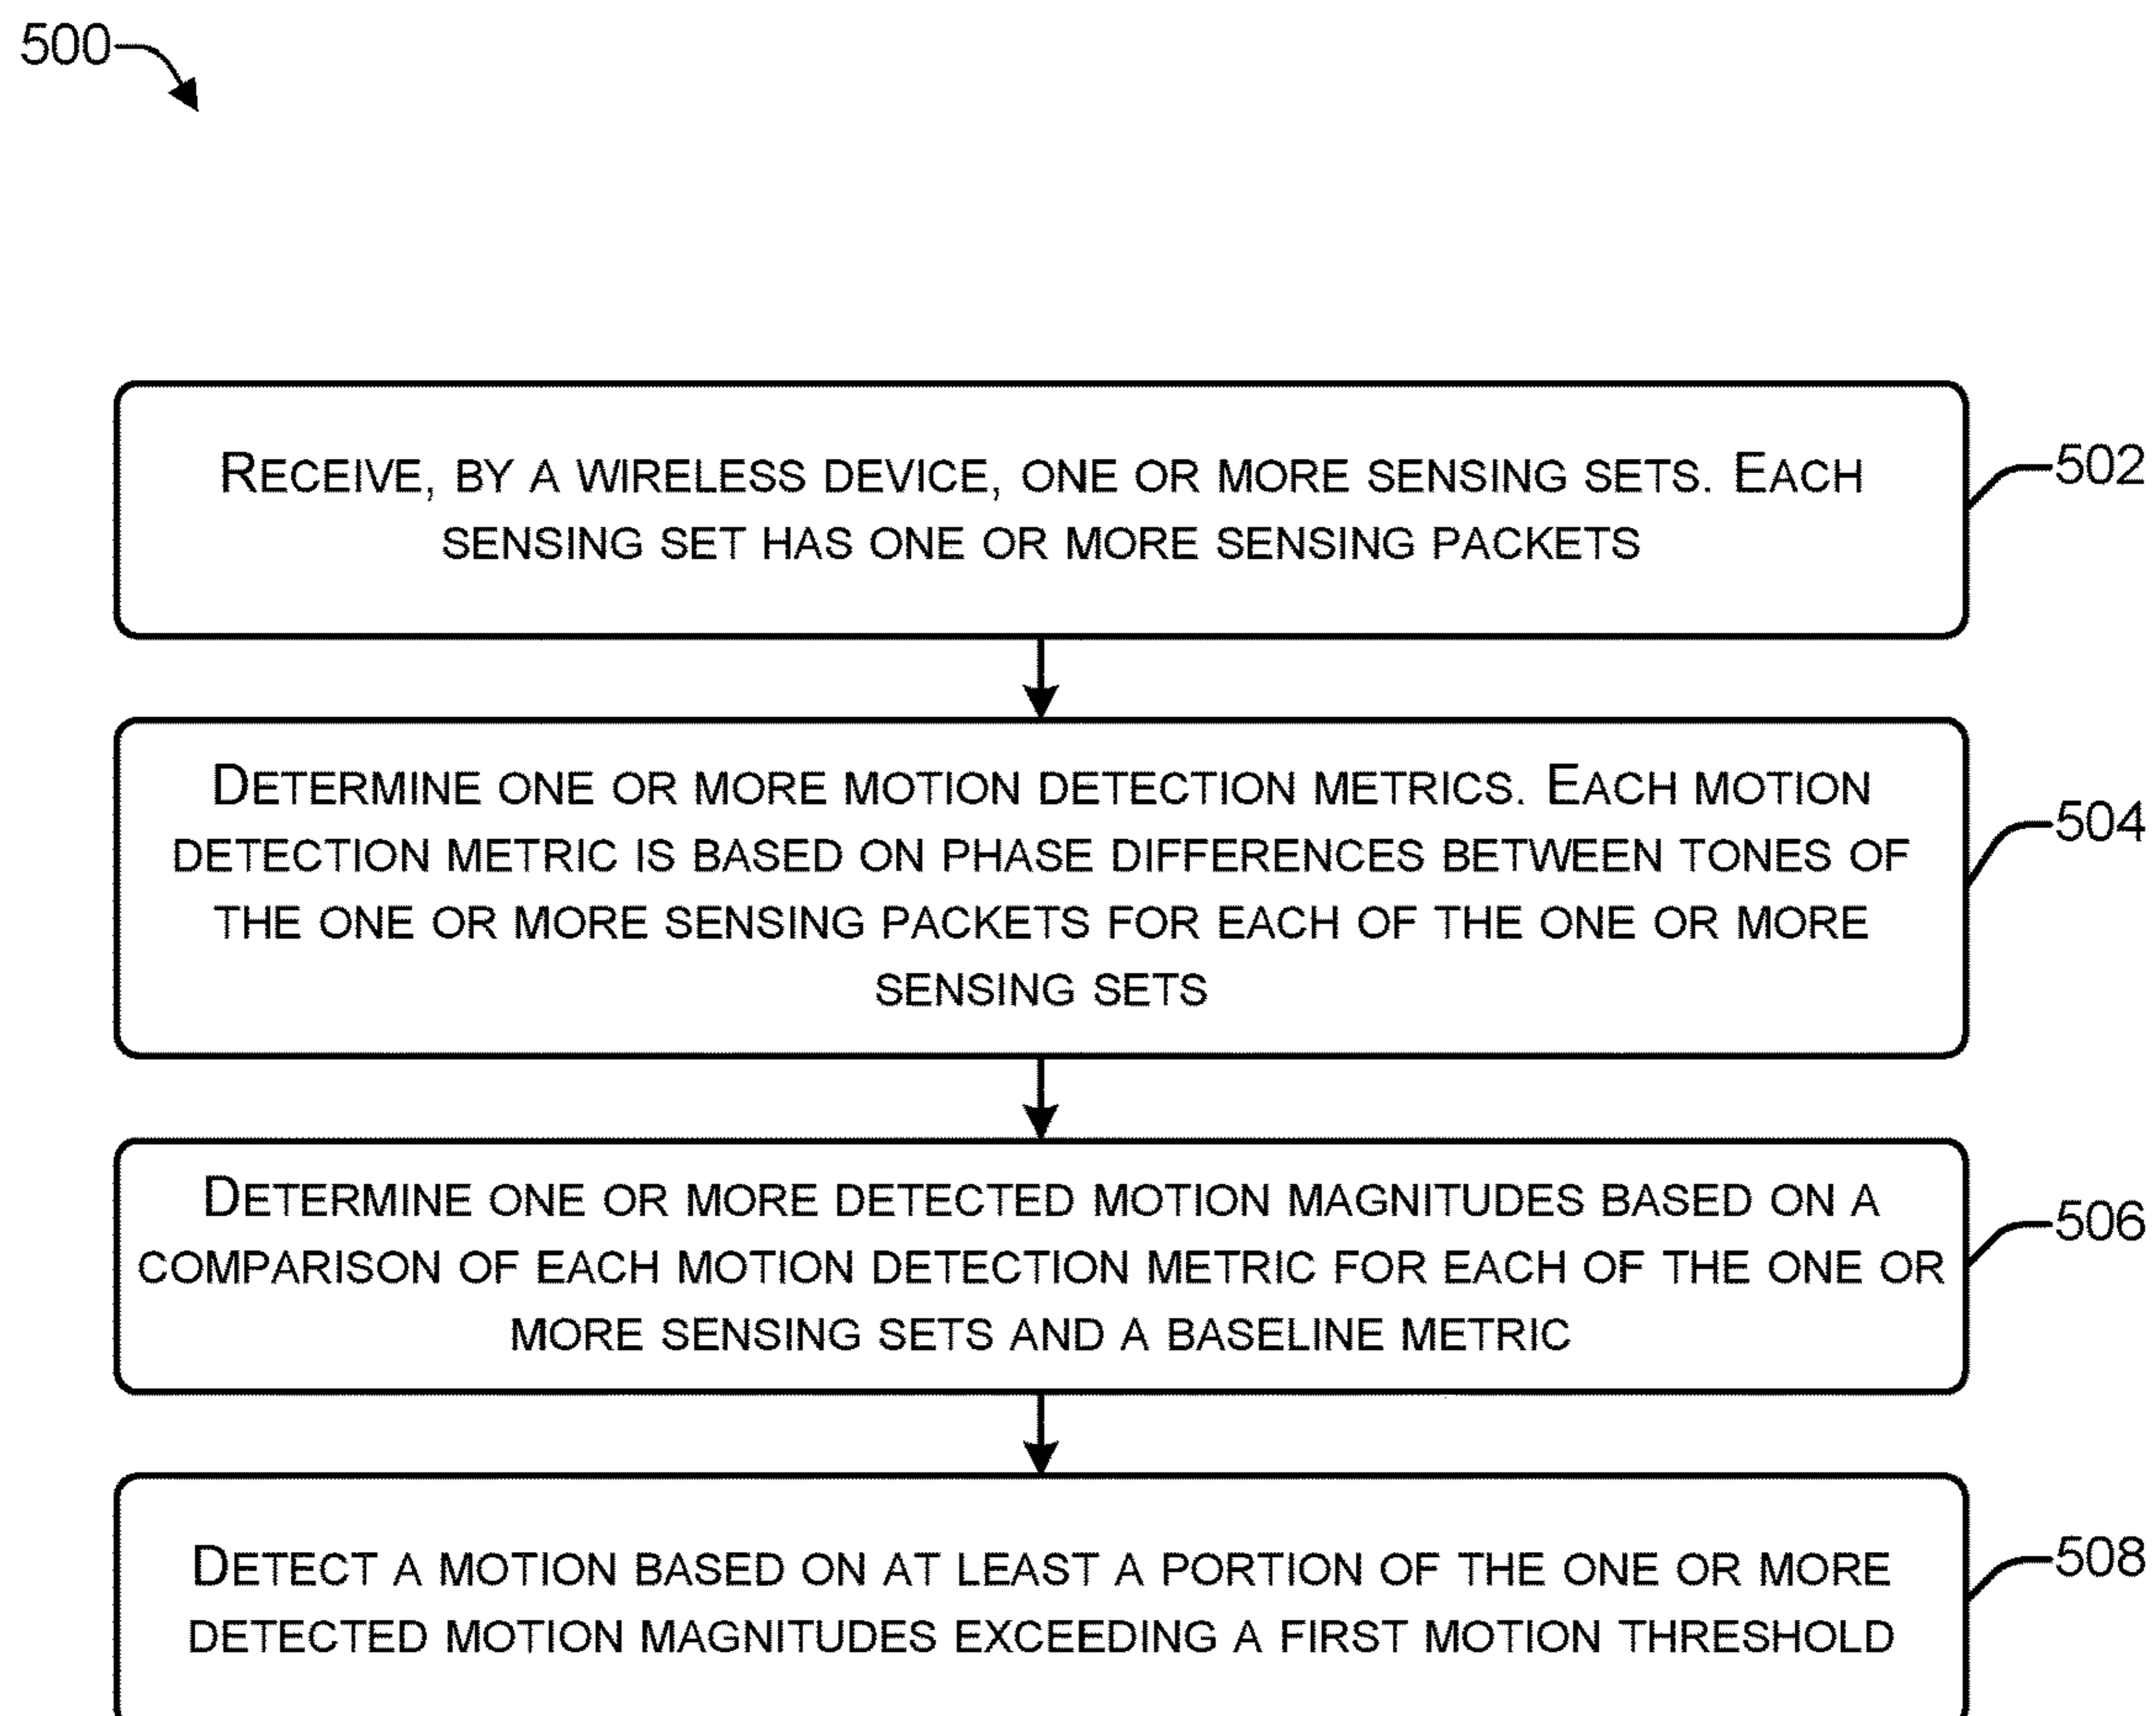 500
RECEIVE, BY A WIRELESS DEVICE, ONE OR MORE SENSING SETS. EACH
SENSING SET HAS ONE OR MORE SENSING PACKETS
502
DETERMINE ONE OR MORE MOTION DETECTION METRICS. EACH MOTION
DETECTION METRIC IS BASED ON PHASE DIFFERENCES BETWEEN TONES OF
THE ONE OR MORE SENSING PACKETS FOR EACH OF THE ONE OR MORE
SENSING SETS
504
DETERMINE ONE OR MORE DETECTED MOTION MAGNITUDES BASED ON A
COMPARISON OF EACH MOTION DETECTION METRIC FOR EACH OF THE ONE OR
MORE SENSING SETS AND A BASELINE METRIC
506
DETECT A MOTION BASED ON AT LEAST A PORTION OF THE ONE OR MORE
DETECTED MOTION MAGNITUDES EXCEEDING A FIRST MOTION THRESHOLD
508